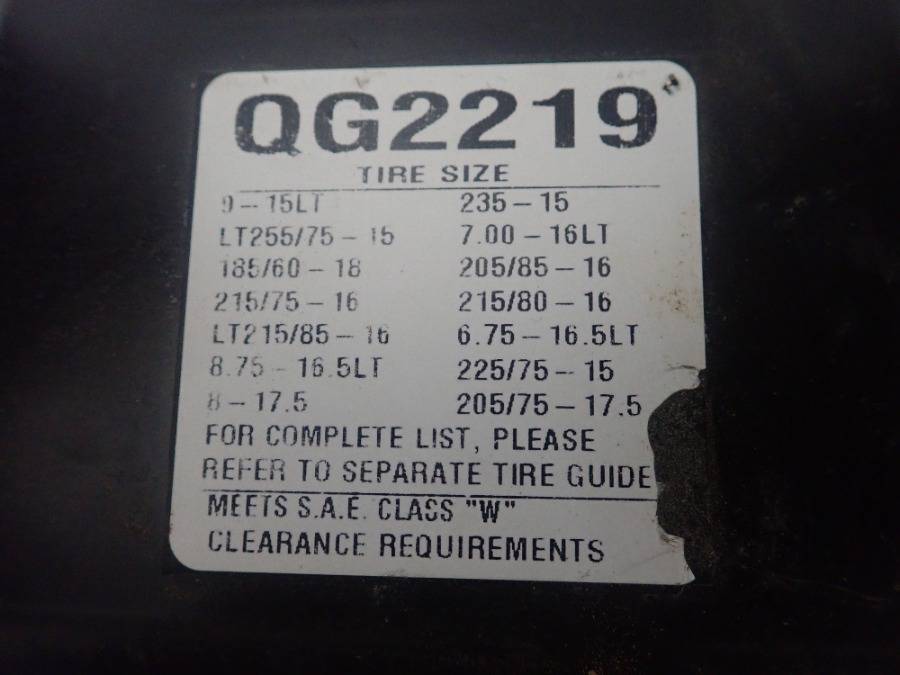 QG2219
TIRE SIZE
9 – 15LT 235 – 15
LT255/75 – 15 7.00 – 16LT
185/60 – 18 205/85 – 16
215/75 – 16 215/80 – 16
LT215/85 – 16 6.75 – 16.5LT
8.75 – 16.5LT 225/75 – 15
8 – 17.5 205/75 – 17.5
FOR COMPLETE LIST, PLEASE
REFER TO SEPARATE TIRE GUIDE
MEETS S.A.E. CLASS "W"
CLEARANCE REQUIREMENTS